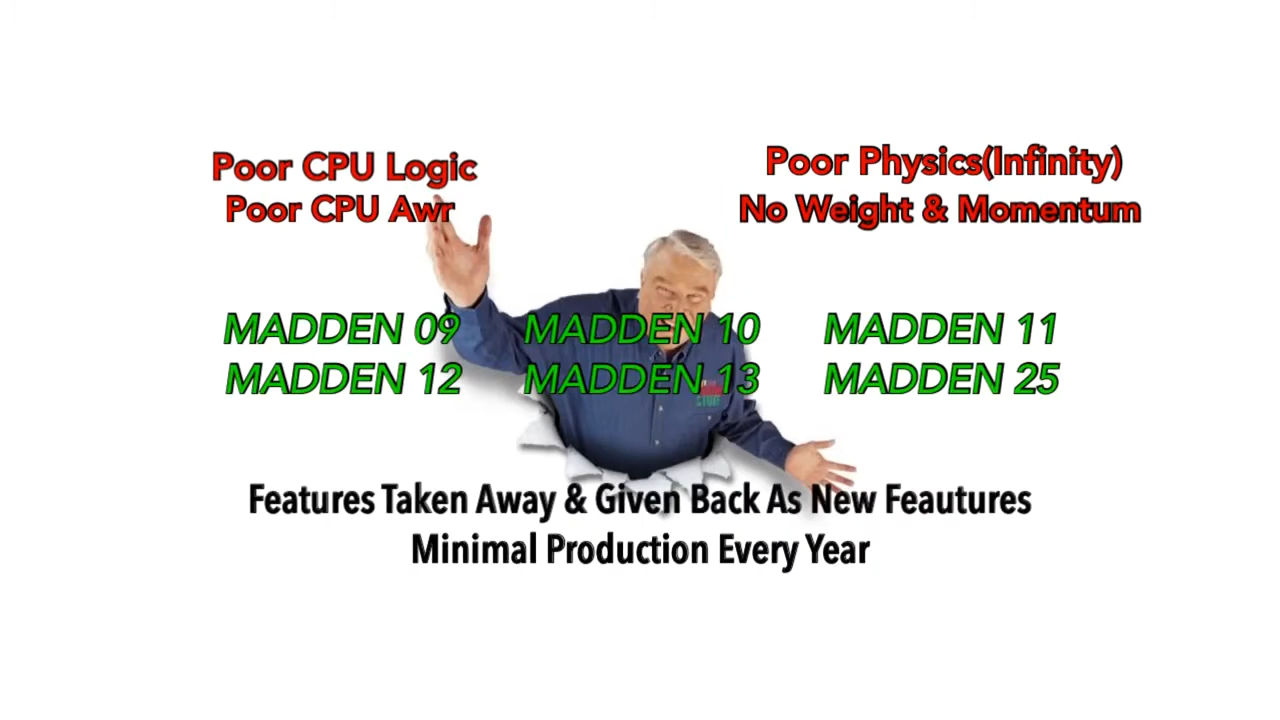 Poor CPU Logic
Poor CPU Awr
Poor Physics(Infinity)
No Weight & Momentum
MADDEN 09 MADDEN 10 MADDEN 11
MADDEN 12 MADDEN 13 MADDEN 25
Features Taken Away & Given Back As New Feautures
Minimal Production Every Year